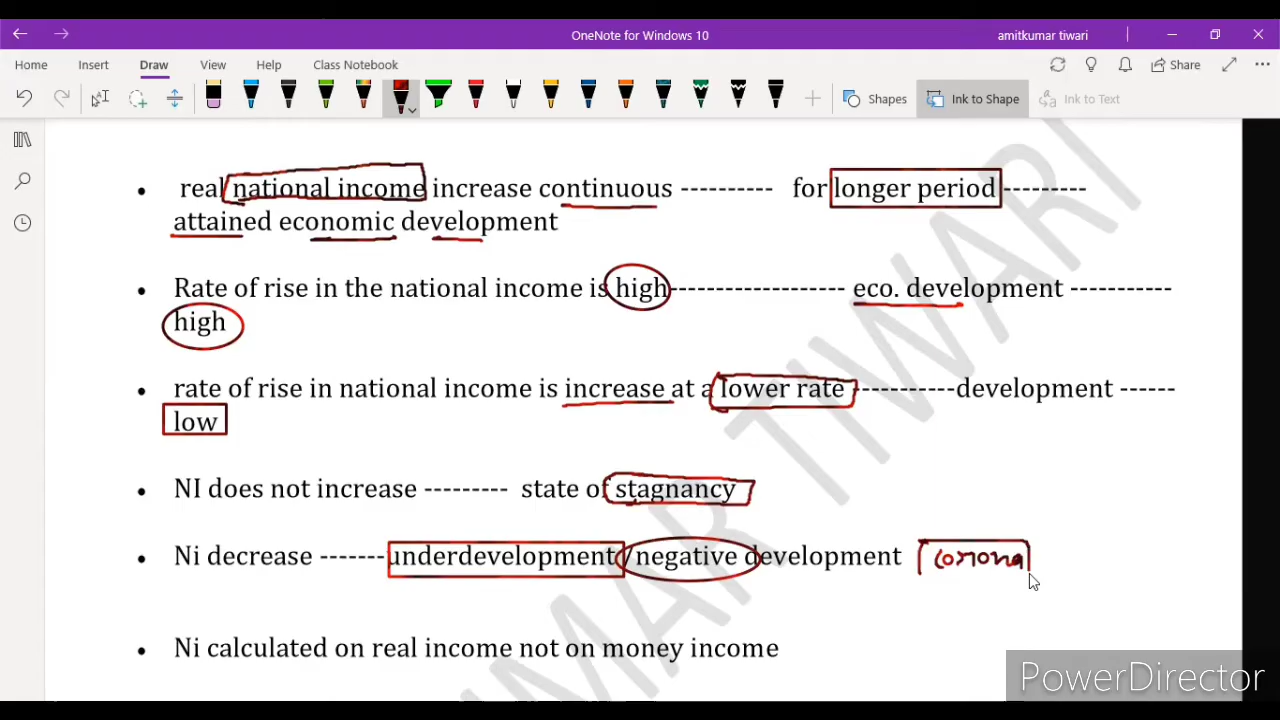 OneNote for Windows 10
amitkumar tiwari
Home Insert Draw View Help Class Notebook
Share
Shapes
Ink to Shape
Ink to Text
• real national income increase continuous ---------- for longer period ---------
attained economic development
• Rate of rise in the national income is high------------------- eco. development -----------
high
• rate of rise in national income is increase at a lower rate -----------development ------
low
• NI does not increase --------- state of stagnancy
• Ni decrease -------underdevelopment / negative development corona
• Ni calculated on real income not on money income
MAR TIWARI
PowerDirector